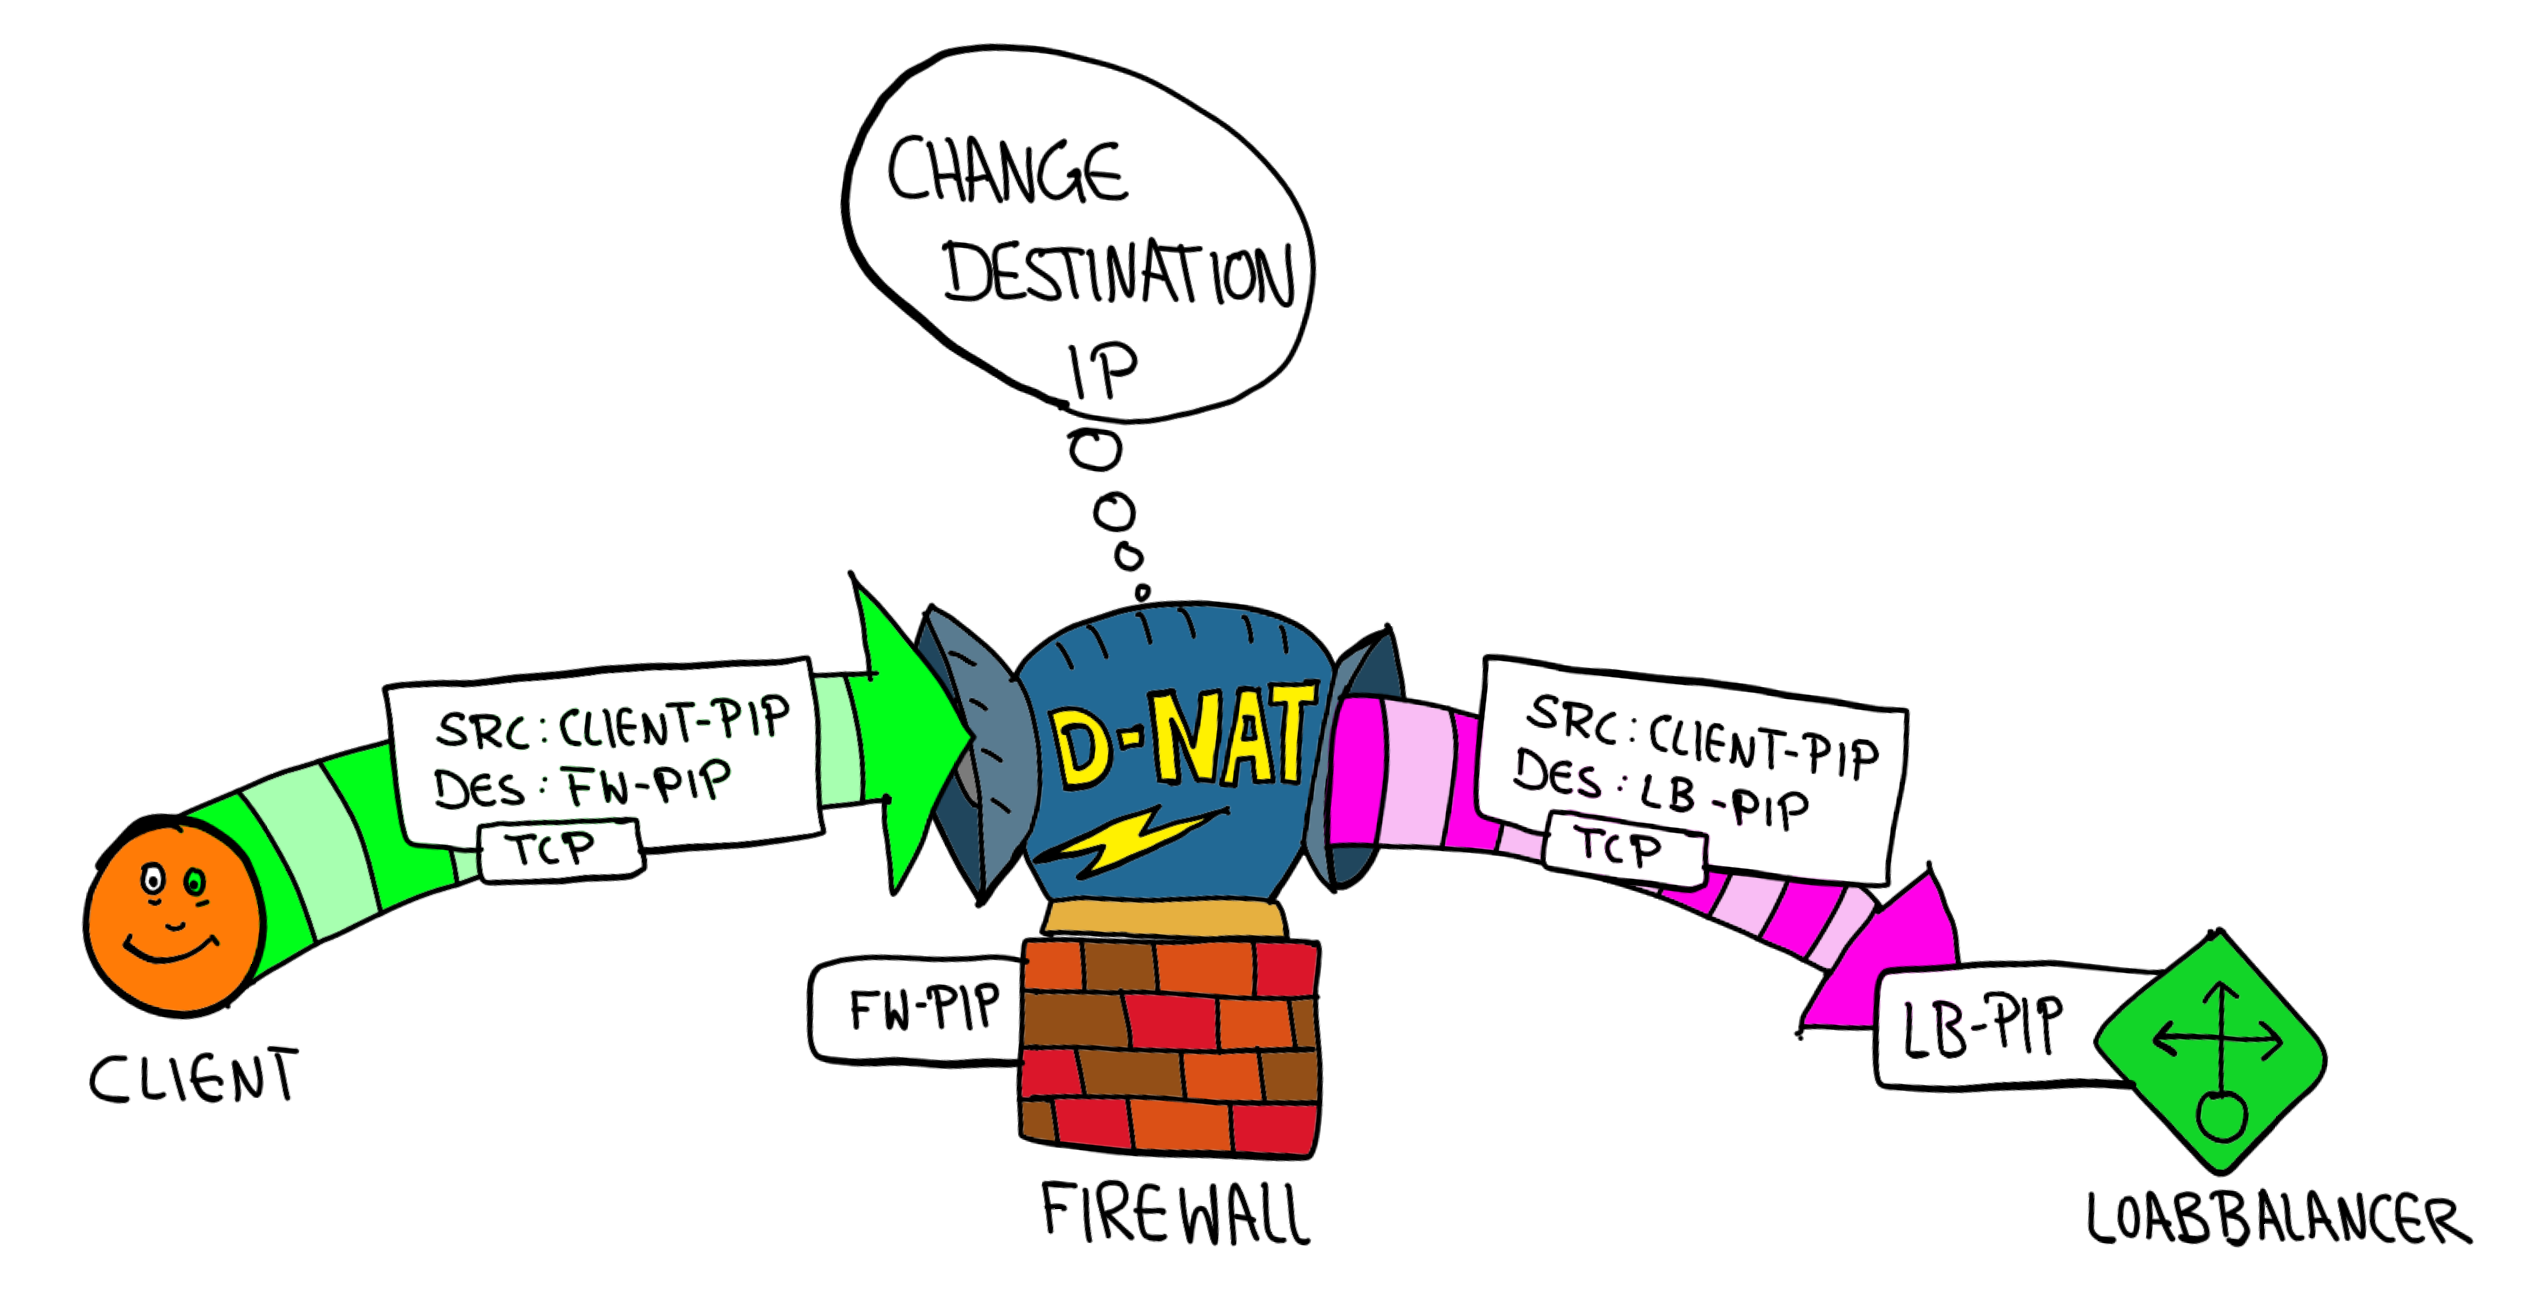 CHANGE
DESTINATION
IP
SRC: CLIENT-PIP
DES: FW-PIP
TCP
D-NAT
SRC: CLIENT-PIP
DES: LB-PIP
TCP
FW-PIP
LB-PIP
CLIENT
FIREWALL
LOABBALANCER